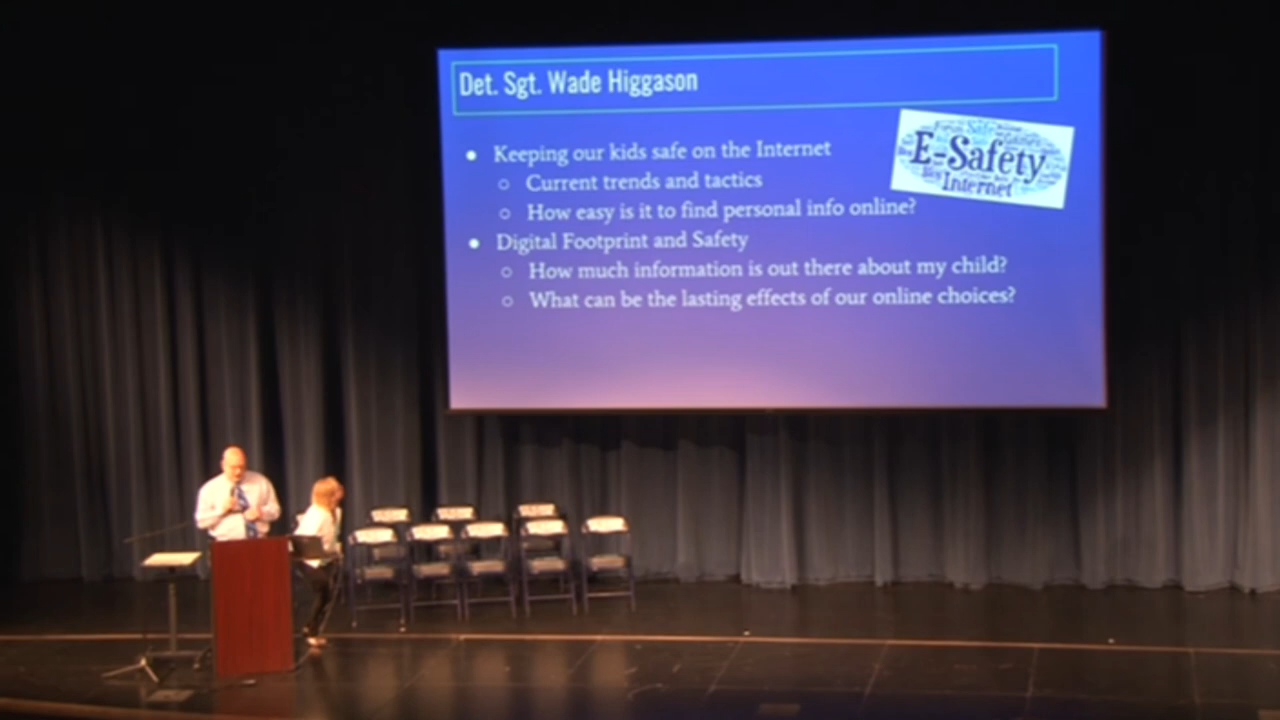 Det. Sgt. Wade Higgason
● Keeping our kids safe on the Internet
○ Current trends and tactics
○ How easy is it to find personal info online?
● Digital Footprint and Safety
○ How much information is out there about my child?
○ What can be the lasting effects of our online choices?
E-Safety
Internet